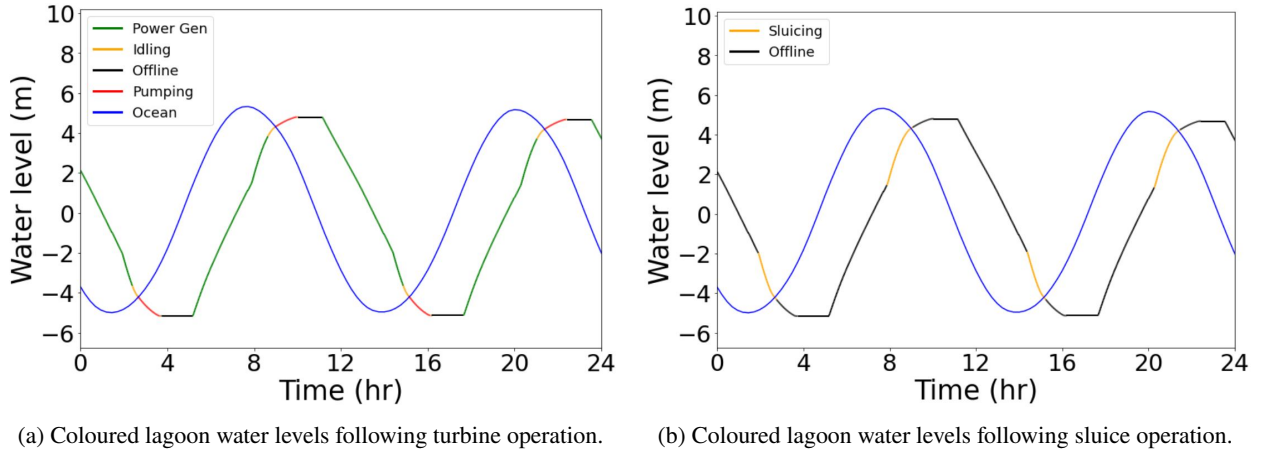 10
8
6
4
2
0
−2
−4
−6
Water level (m)
Power Gen
Idling
Offline
Pumping
Ocean
0 4 8 12 16 20 24
Time (hr)
(a) Coloured lagoon water levels following turbine operation.
10
8
6
4
2
0
−2
−4
−6
Water level (m)
Sluicing
Offline
0 4 8 12 16 20 24
Time (hr)
(b) Coloured lagoon water levels following sluice operation.